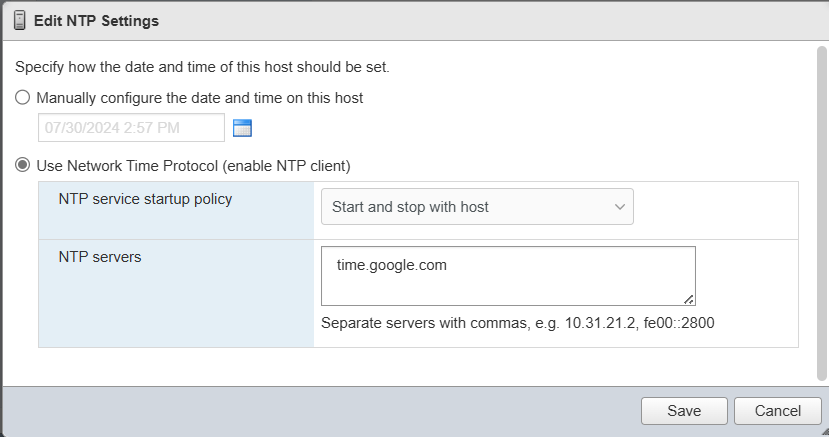 Edit NTP Settings
Specify how the date and time of this host should be set.
Manually configure the date and time on this host
07/30/2024 2:57 PM
Use Network Time Protocol (enable NTP client)
NTP service startup policy
Start and stop with host
NTP servers
time.google.com
Separate servers with commas, e.g. 10.31.21.2, fe00::2800
Save
Cancel